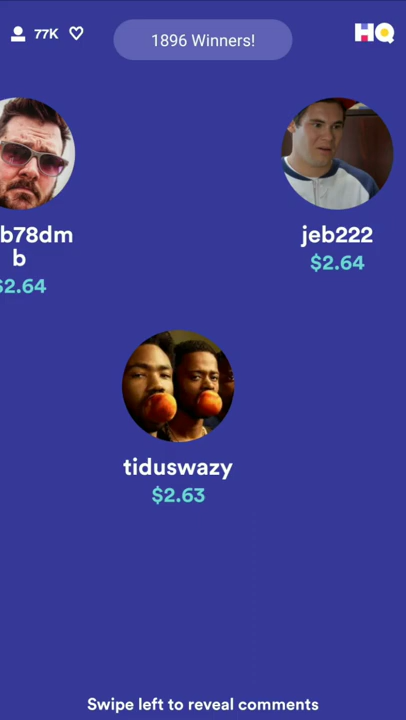 77K
1896 Winners!
HQ
b78dm
b
$2.64
jeb222
$2.64
tiduswazy
$2.63
Swipe left to reveal comments